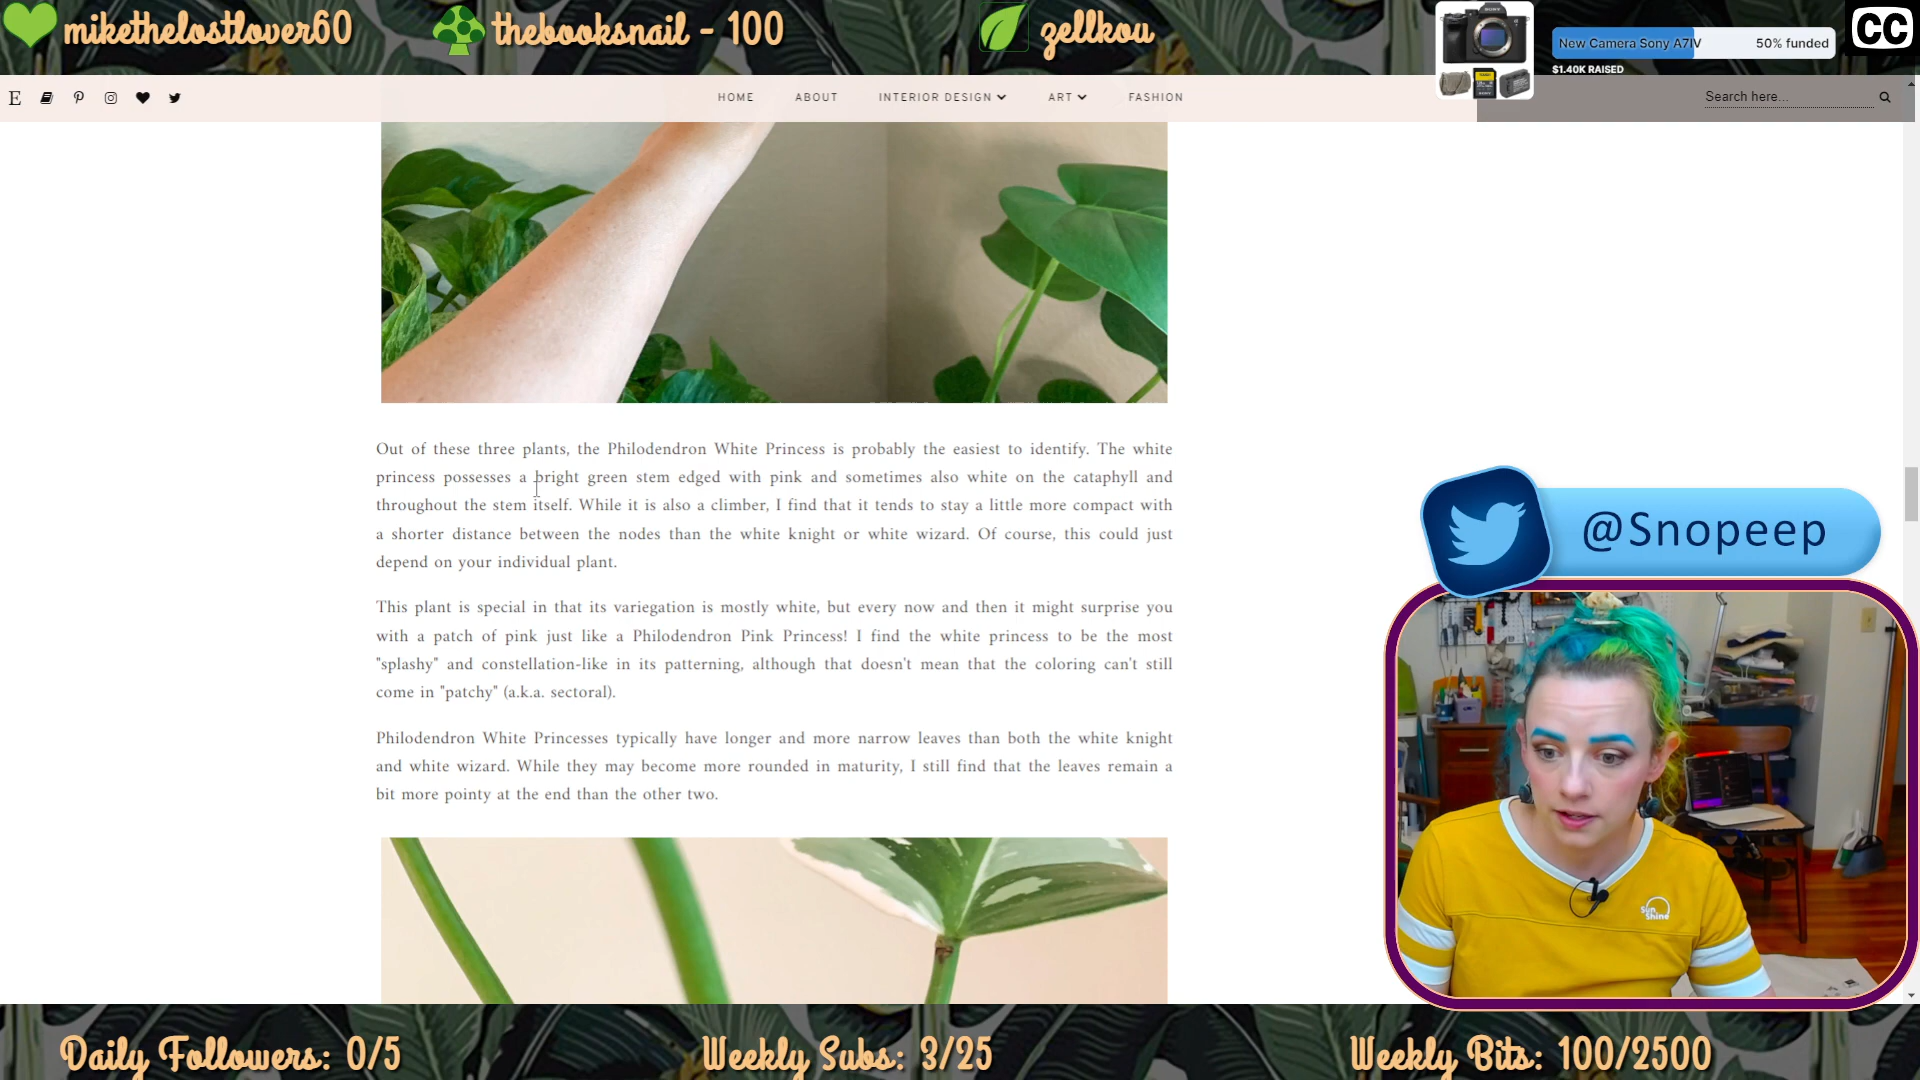 mikethelostlover60
thebooksnail - 100
zellkou
SONY
New Camera Sony A7IV 50% funded
$1.40K RAISED
CC
E
HOME ABOUT INTERIOR DESIGN ART FASHION
Search here...
Out of these three plants, the Philodendron White Princess is probably the easiest to identify. The white
princess possesses a bright green stem edged with pink and sometimes also white on the cataphyll and
throughout the stem itself. While it is also a climber, I find that it tends to stay a little more compact with
a shorter distance between the nodes than the white knight or white wizard. Of course, this could just
depend on your individual plant.
This plant is special in that its variegation is mostly white, but every now and then it might surprise you
with a patch of pink just like a Philodendron Pink Princess! I find the white princess to be the most
"splashy" and constellation-like in its patterning, although that doesn't mean that the coloring can't still
come in "patchy" (a.k.a. sectoral).
Philodendron White Princesses typically have longer and more narrow leaves than both the white knight
and white wizard. While they may become more rounded in maturity, I still find that the leaves remain a
bit more pointy at the end than the other two.
@Snopeep
Sun
Shine
Daily Followers: 0/5
Weekly Subs: 3/25
Weekly Bits: 100/2500